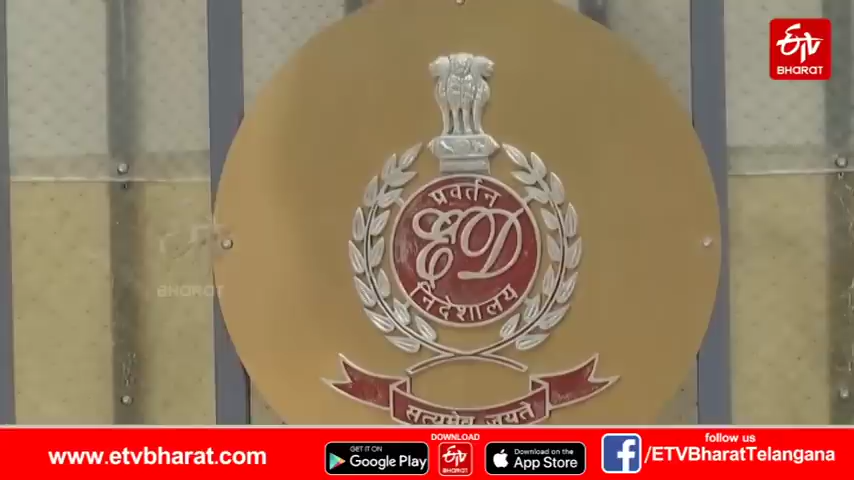 ETV
BHARAT
प्रवर्तन
ED
निदेशालय
सत्यमेव जयते
BHARAT
www.etvbharat.com
GET IT ON
Google Play
DOWNLOAD
ETV
BHARAT
Download on the
App Store
follow us
/ETVBharatTelangana